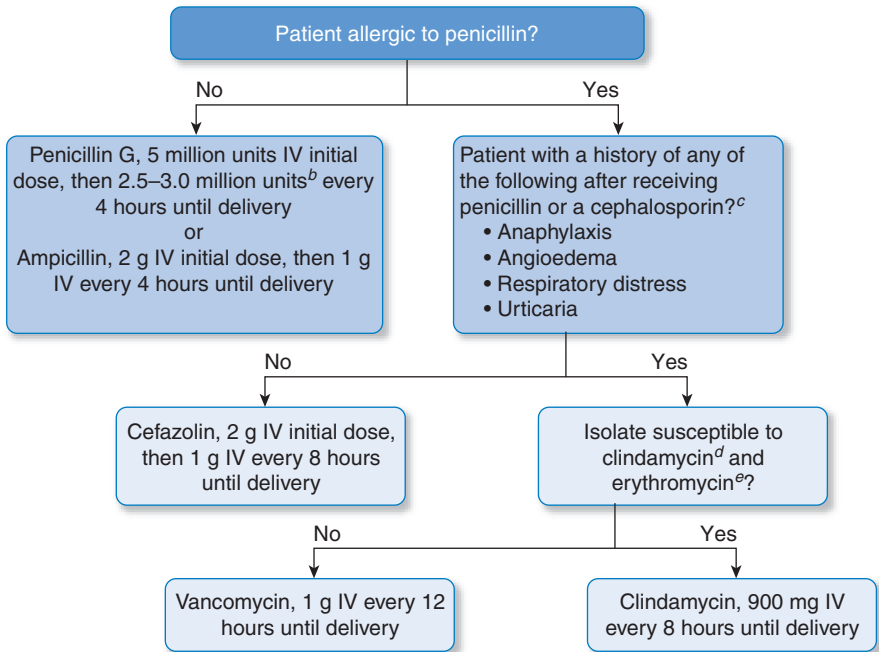 Patient allergic to penicillin?
No
Yes
Penicillin G, 5 million units IV initial
dose, then 2.5–3.0 million unitsᵇ every
4 hours until delivery
or
Ampicillin, 2 g IV initial dose, then 1 g
IV every 4 hours until delivery
Patient with a history of any of
the following after receiving
penicillin or a cephalosporin?ᶜ
• Anaphylaxis
• Angioedema
• Respiratory distress
• Urticaria
No
Yes
Cefazolin, 2 g IV initial dose,
then 1 g IV every 8 hours
until delivery
Isolate susceptible to
clindamycinᵈ and
erythromycinᵉ?
No
Yes
Vancomycin, 1 g IV every 12
hours until delivery
Clindamycin, 900 mg IV
every 8 hours until delivery